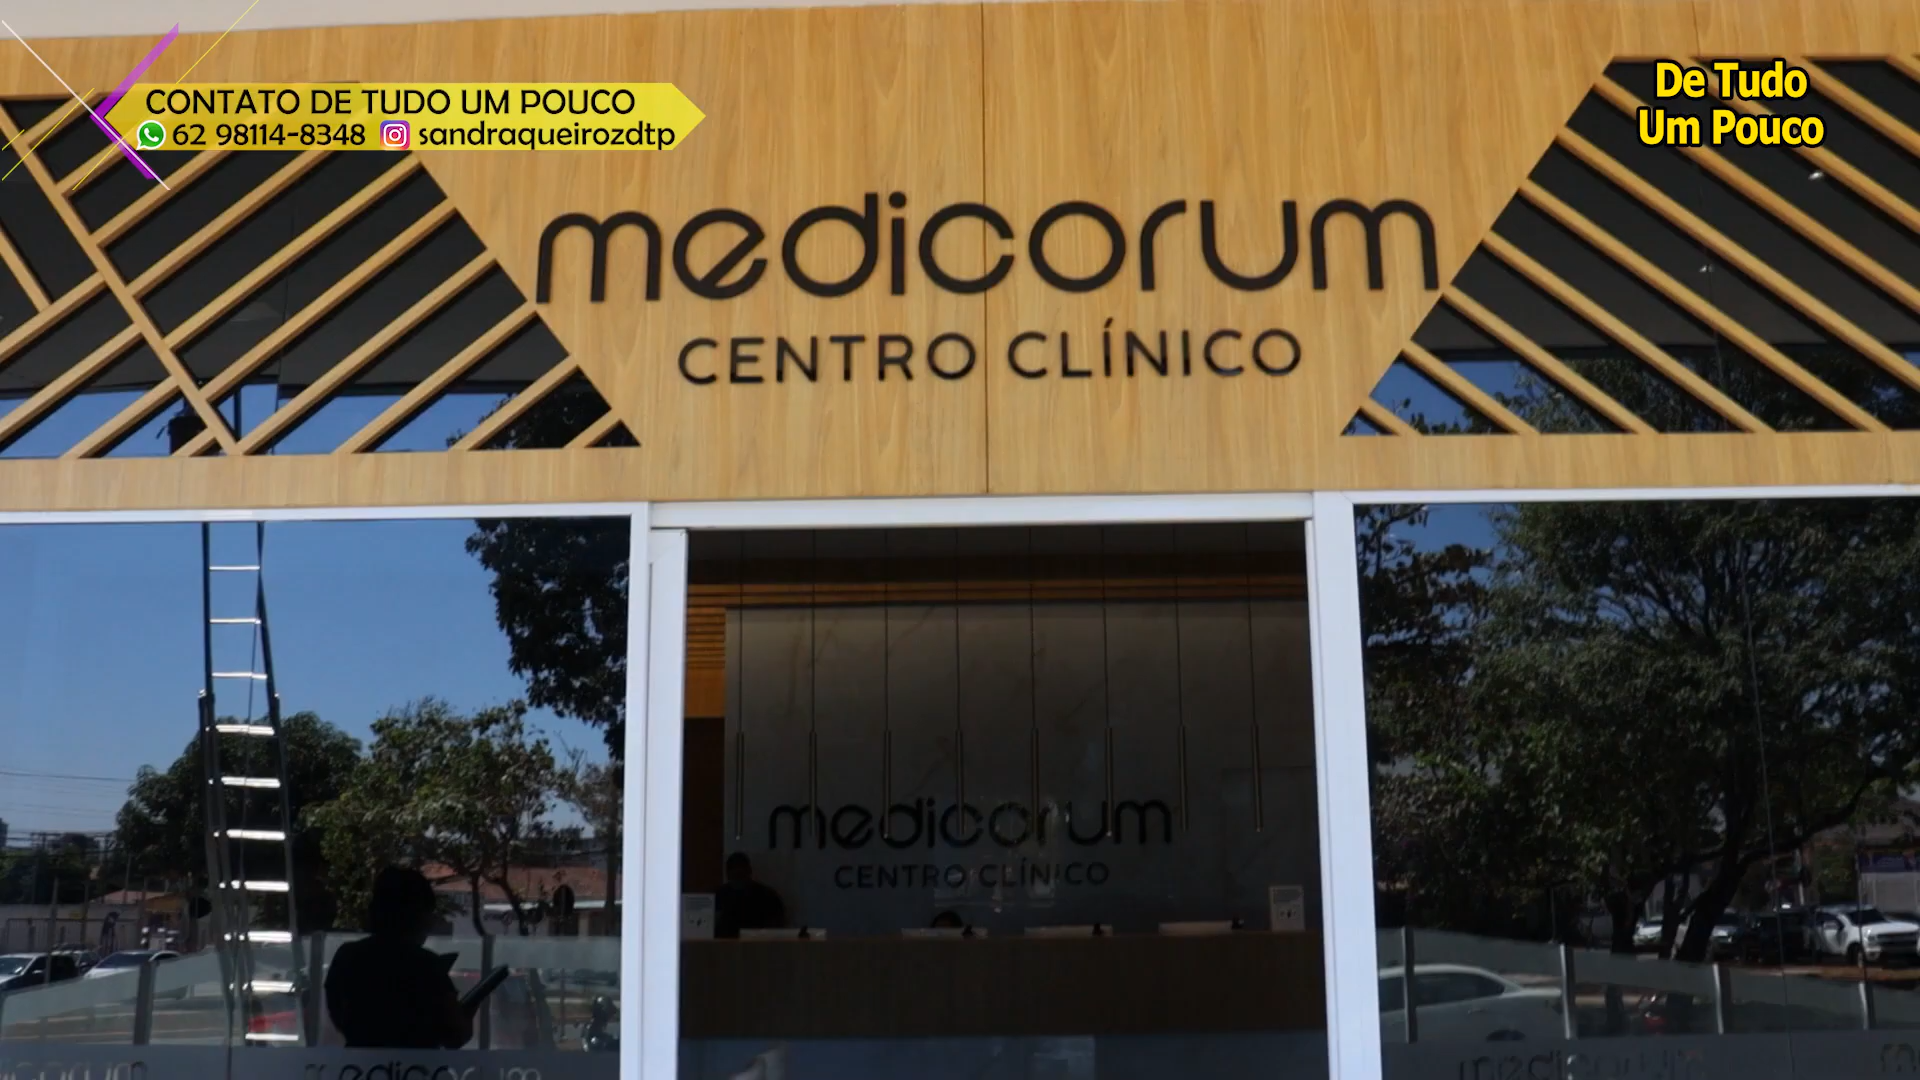 CONTATO DE TUDO UM POUCO
62 98114-8348 sandraqueirozdtp
De Tudo
Um Pouco
medicorum
CENTRO CLÍNICO
medicorum
CENTRO CLÍNICO
medicorum